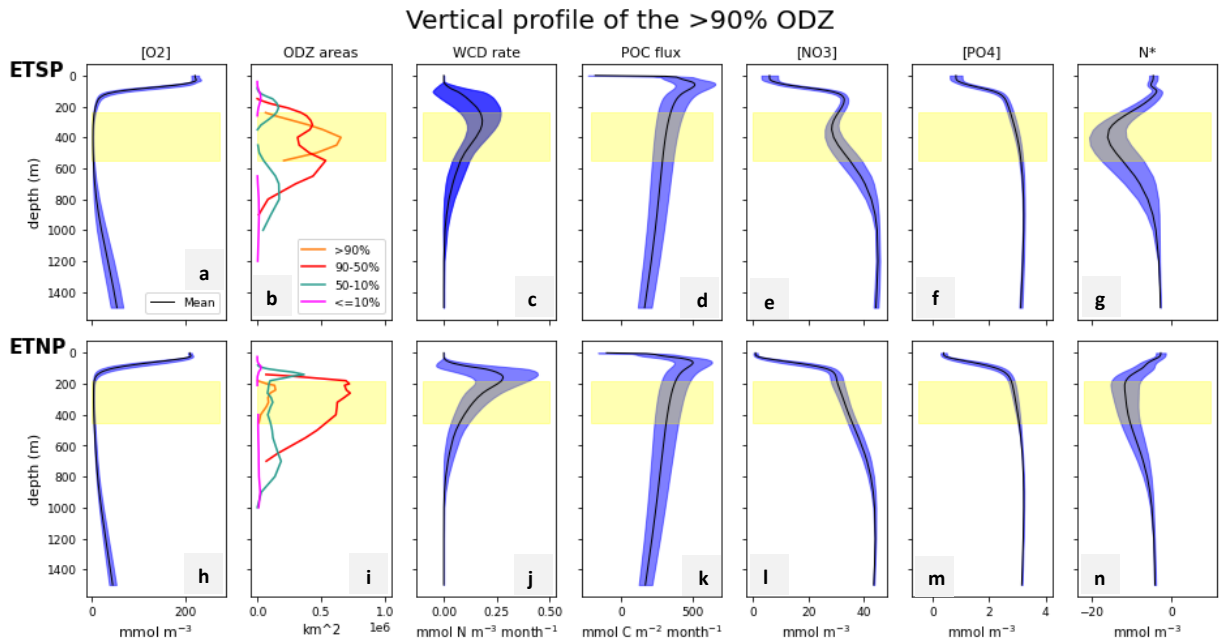 Vertical profile of the >90% ODZ
[O2] ODZ areas WCD rate POC flux [NO3] [PO4] N*
ETSP
depth (m)
0
200
400
600
800
1000
1200
1400
>90%
90-50%
50-10%
<=10%
Mean
a b c d e f g
ETNP
depth (m)
0
200
400
600
800
1000
1200
1400
h i j k l m n
0 200 0.0 0.5 1.0 0.00 0.25 0.50 0 500 0 20 40 0 2 4 −20 0
1e6
mmol m⁻³ km^2 mmol N m⁻³ month⁻¹ mmol C m⁻² month⁻¹ mmol m⁻³ mmol m⁻³ mmol m⁻³